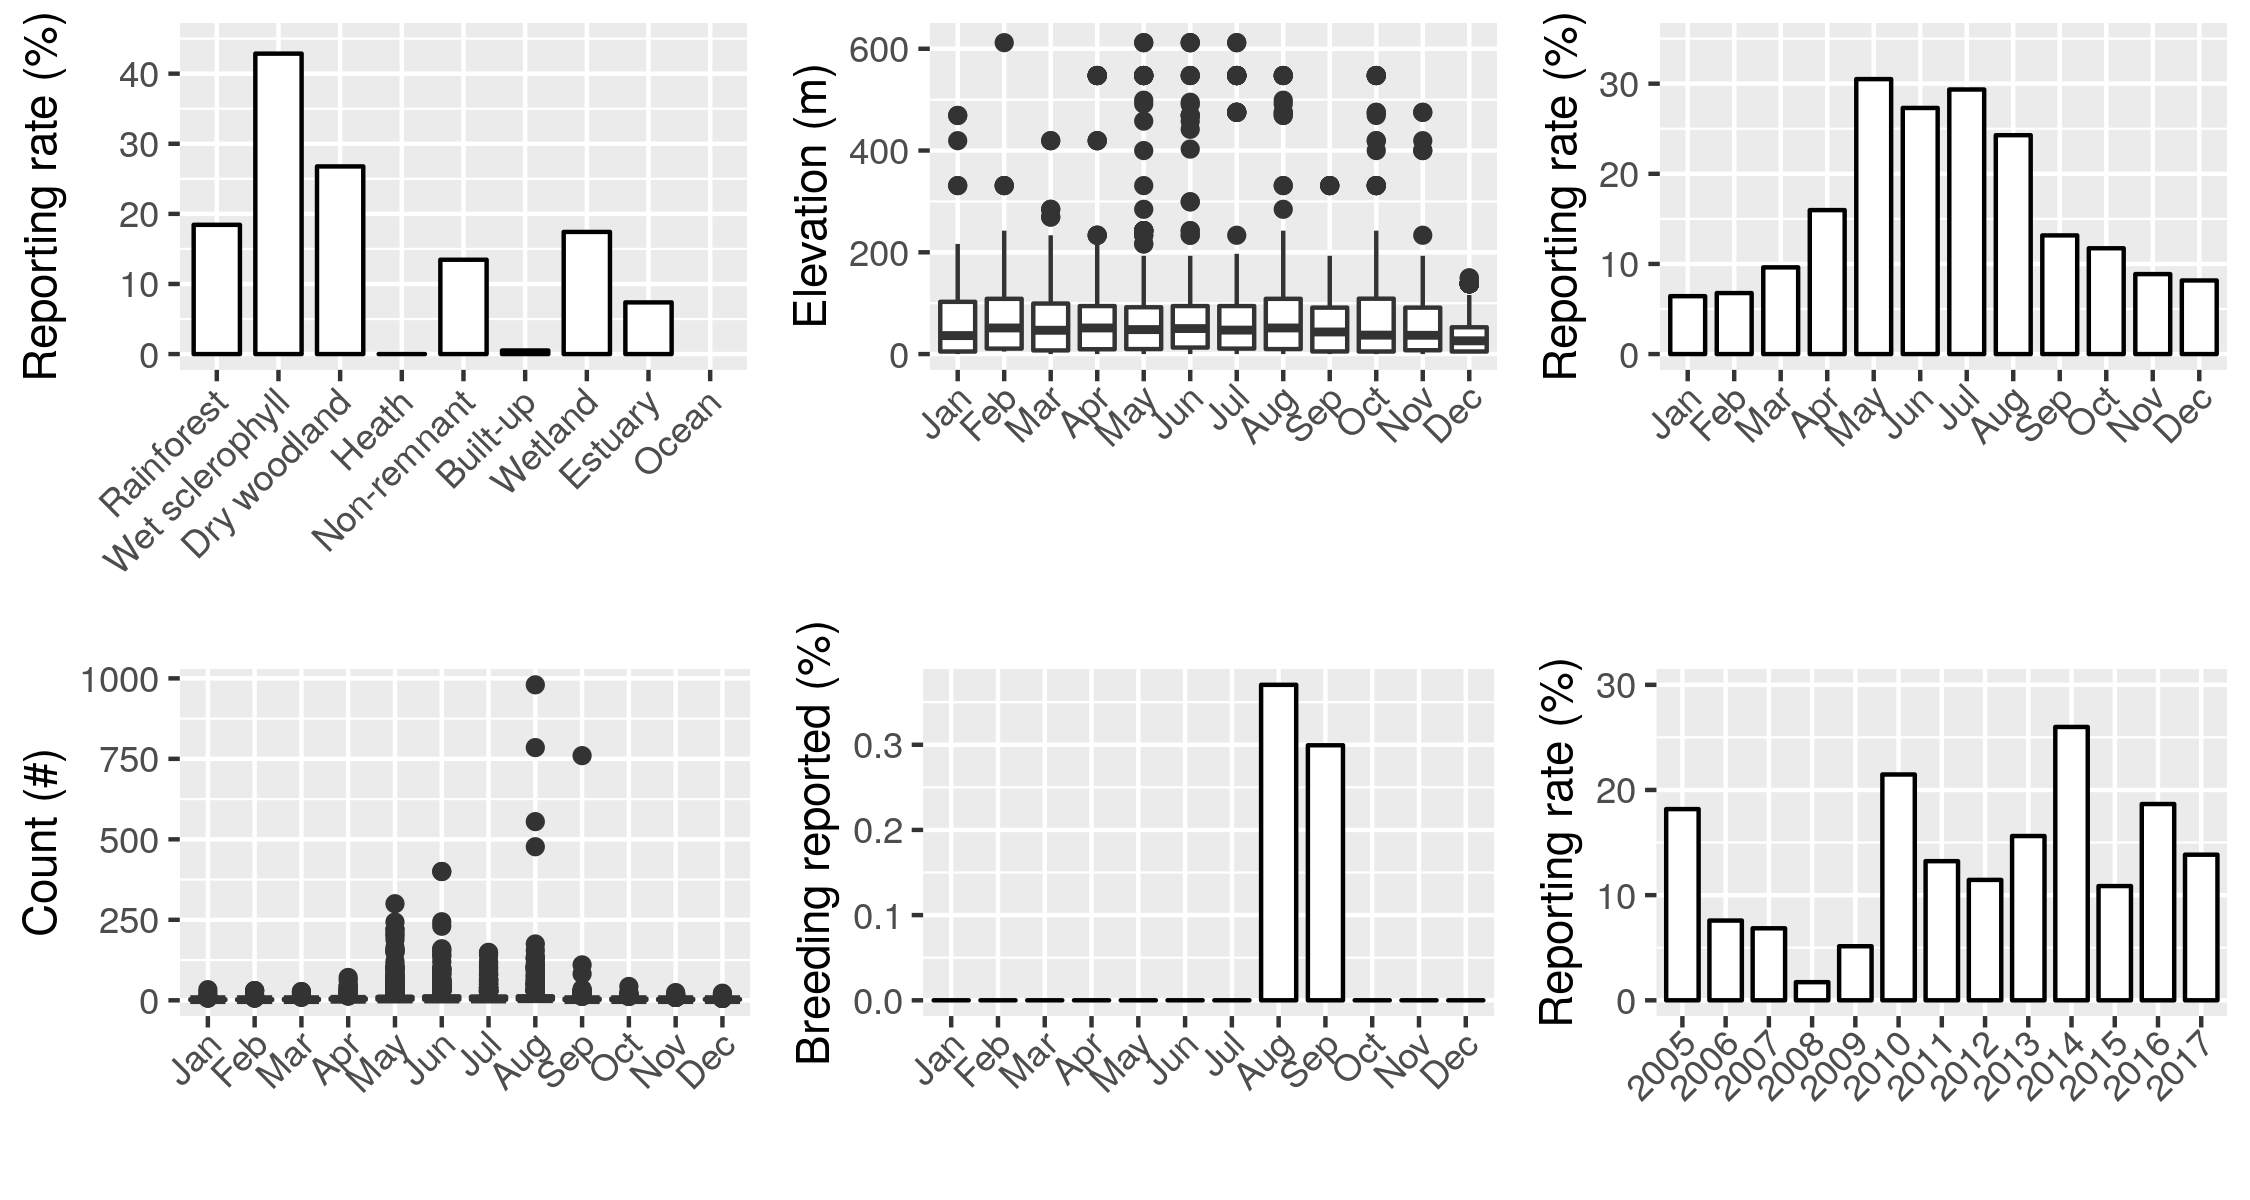 Reporting rate (%)
40
30
20
10
0
Rainforest
Wet sclerophyll
Dry woodland
Heath
Non-remnant
Built-up
Wetland
Estuary
Ocean
Elevation (m)
600
400
200
0
Jan
Feb
Mar
Apr
May
Jun
Jul
Aug
Sep
Oct
Nov
Dec
Reporting rate (%)
30
20
10
0
Jan
Feb
Mar
Apr
May
Jun
Jul
Aug
Sep
Oct
Nov
Dec
Count (#)
1000
750
500
250
0
Jan
Feb
Mar
Apr
May
Jun
Jul
Aug
Sep
Oct
Nov
Dec
Breeding reported (%)
0.3
0.2
0.1
0.0
Jan
Feb
Mar
Apr
May
Jun
Jul
Aug
Sep
Oct
Nov
Dec
Reporting rate (%)
30
20
10
0
2005
2006
2007
2008
2009
2010
2011
2012
2013
2014
2015
2016
2017